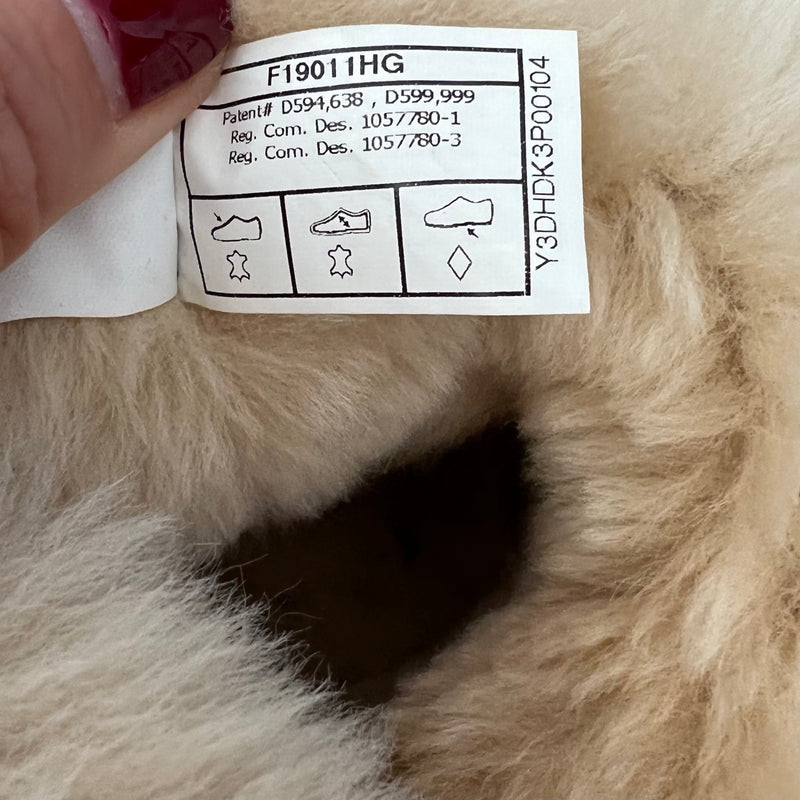 F19011HG
Patent# D594,638 , D599,999
Reg. Com. Des. 1057780-1
Reg. Com. Des. 1057780-3
Y3DHDK3P00104